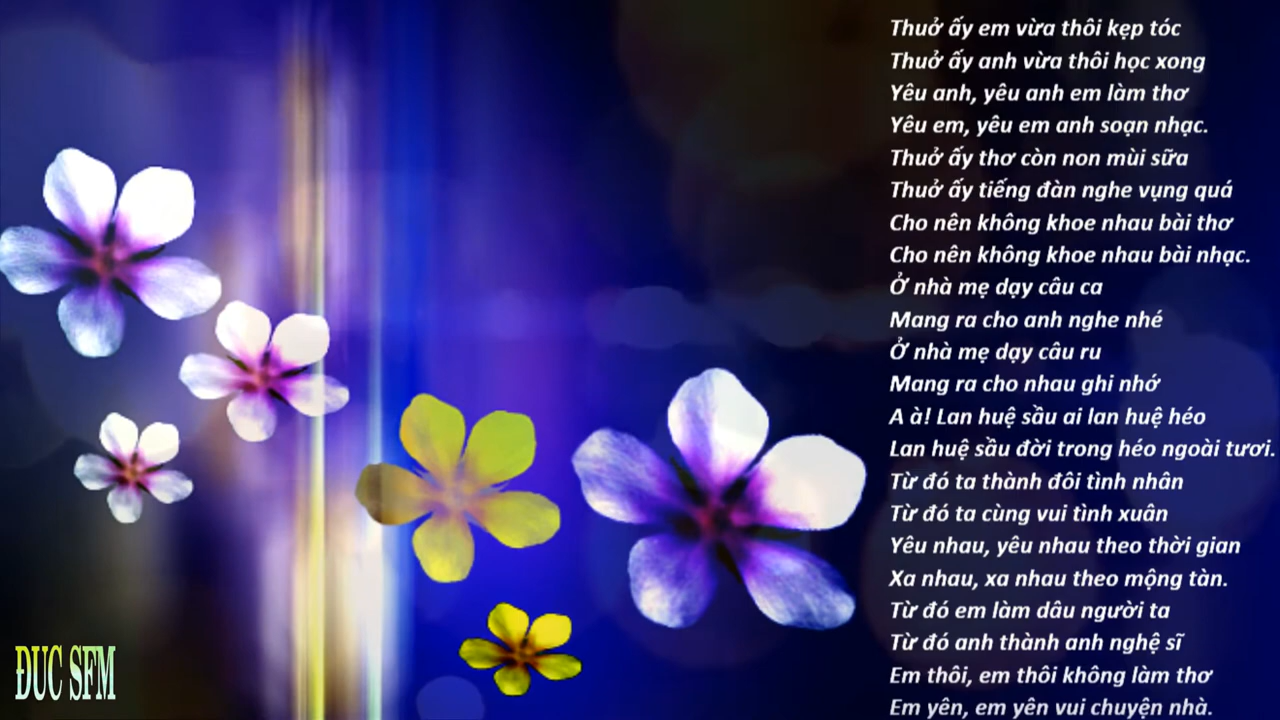 Thuở ấy em vừa thôi kẹp tóc
Thuở ấy anh vừa thôi học xong
Yêu anh, yêu anh em làm thơ
Yêu em, yêu em anh soạn nhạc.
Thuở ấy thơ còn non mùi sữa
Thuở ấy tiếng đàn nghe vụng quá
Cho nên không khoe nhau bài thơ
Cho nên không khoe nhau bài nhạc.
Ở nhà mẹ dạy câu ca
Mang ra cho anh nghe nhé
Ở nhà mẹ dạy câu ru
Mang ra cho nhau ghi nhớ
A à! Lan huệ sầu ai lan huệ héo
Lan huệ sầu đời trong héo ngoài tươi.
Từ đó ta thành đôi tình nhân
Từ đó ta cùng vui tình xuân
Yêu nhau, yêu nhau theo thời gian
Xa nhau, xa nhau theo mộng tàn.
Từ đó em làm dâu người ta
Từ đó anh thành anh nghệ sĩ
Em thôi, em thôi không làm thơ
Em yên, em yên vui chuyện nhà.
ĐUC SFM